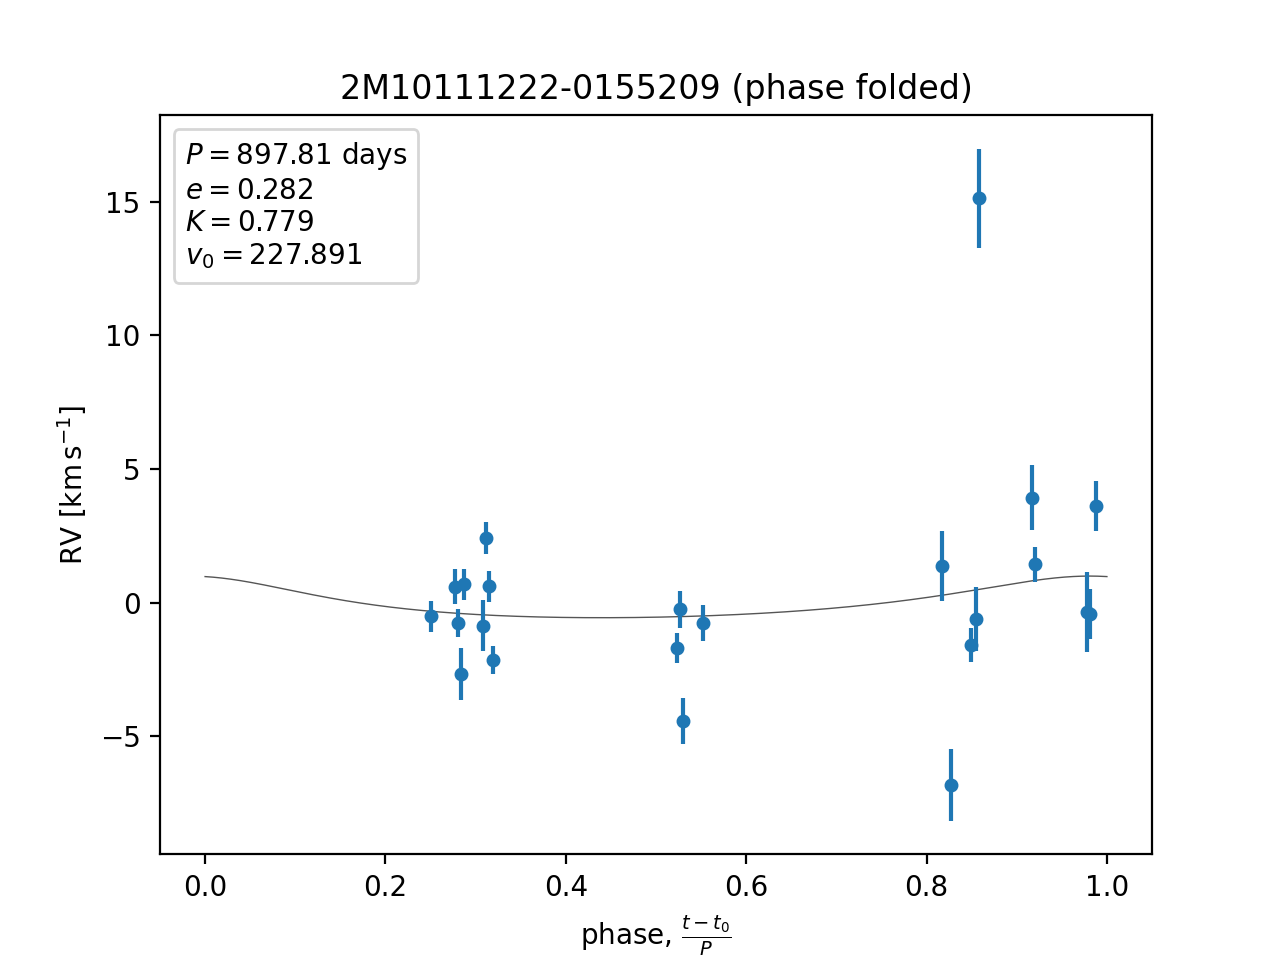 2M10111222-0155209 (phase folded)
P = 897.81 days
e = 0.282
K = 0.779
v₀ = 227.891
15
10
5
0
−5
RV [km s⁻¹]
0.0 0.2 0.4 0.6 0.8 1.0
phase, (t − t₀)/P